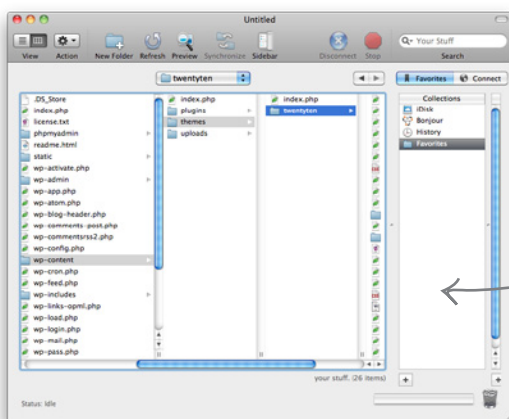 Untitled
View Action New Folder Refresh Preview Synchronize Sidebar Disconnect Stop Search
Your Stuff
twentyten
Favorites Connect
.DS_Store
index.php
license.txt
phpmyadmin
readme.html
static
wp-activate.php
wp-admin
wp-app.php
wp-atom.php
wp-blog-header.php
wp-comments-post.php
wp-commentsrss2.php
wp-config.php
wp-content
wp-cron.php
wp-feed.php
wp-includes
wp-links-opml.php
wp-load.php
wp-login.php
wp-mail.php
wp-pass.php
index.php
plugins
themes
uploads
index.php
twentyten
Collections
iDisk
Bonjour
History
Favorites
your stuff. (26 items)
Status: Idle